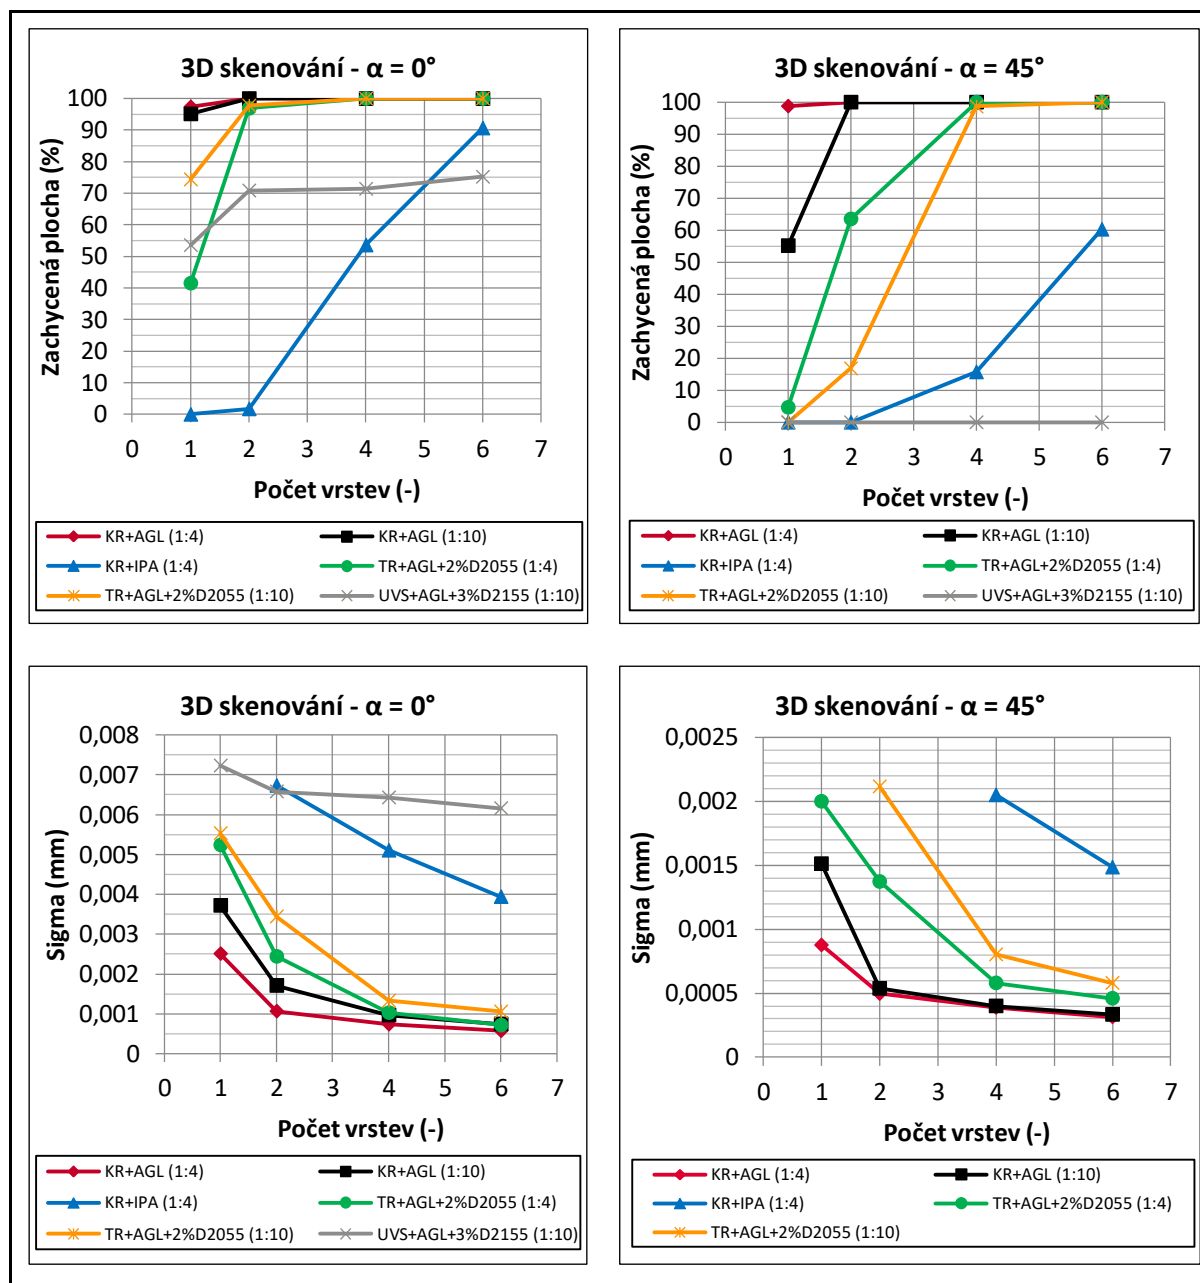 3D skenování - α = 0°
Zachycená plocha (%)
100
90
80
70
60
50
40
30
20
10
0
0 1 2 3 4 5 6 7
Počet vrstev (-)
KR+AGL (1:4) KR+AGL (1:10)
KR+IPA (1:4) TR+AGL+2%D2055 (1:4)
TR+AGL+2%D2055 (1:10) UVS+AGL+3%D2155 (1:10)
3D skenování - α = 45°
Zachycená plocha (%)
100
90
80
70
60
50
40
30
20
10
0
0 1 2 3 4 5 6 7
Počet vrstev (-)
KR+AGL (1:4) KR+AGL (1:10)
KR+IPA (1:4) TR+AGL+2%D2055 (1:4)
TR+AGL+2%D2055 (1:10) UVS+AGL+3%D2155 (1:10)
3D skenování - α = 0°
Sigma (mm)
0,008
0,007
0,006
0,005
0,004
0,003
0,002
0,001
0
0 1 2 3 4 5 6 7
Počet vrstev (-)
KR+AGL (1:4) KR+AGL (1:10)
KR+IPA (1:4) TR+AGL+2%D2055 (1:4)
TR+AGL+2%D2055 (1:10) UVS+AGL+3%D2155 (1:10)
3D skenování - α = 45°
Sigma (mm)
0,0025
0,002
0,0015
0,001
0,0005
0
0 1 2 3 4 5 6 7
Počet vrstev (-)
KR+AGL (1:4) KR+AGL (1:10)
KR+IPA (1:4) TR+AGL+2%D2055 (1:4)
TR+AGL+2%D2055 (1:10)